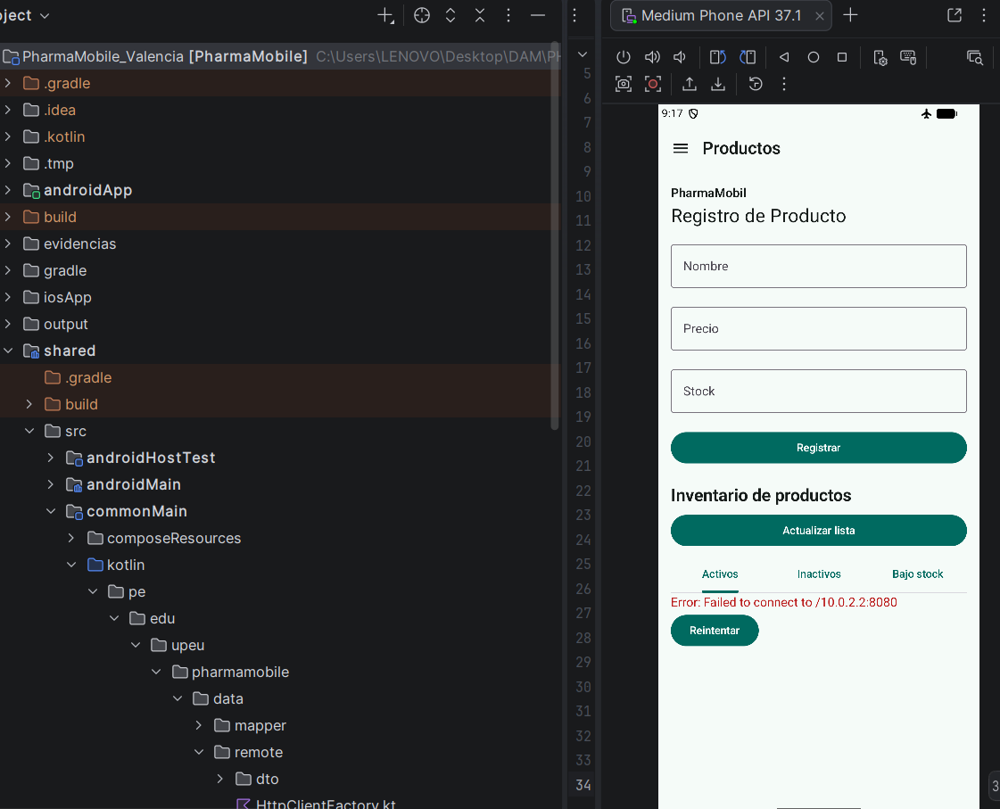 oject
PharmaMobile_Valencia [PharmaMobile] C:\Users\LENOVO\Desktop\DAM\PH
.gradle
.idea
.kotlin
.tmp
androidApp
build
evidencias
gradle
iosApp
output
shared
.gradle
build
src
androidHostTest
androidMain
commonMain
composeResources
kotlin
pe
edu
upeu
pharmamobile
data
mapper
remote
dto
HttpClientFactory.kt
5
6
7
8
9
10
11
12
13
14
15
16
17
18
19
20
21
22
23
24
25
26
27
28
29
30
31
32
33
34
Medium Phone API 37.1
9:17
Productos
PharmaMobil
Registro de Producto
Nombre
Precio
Stock
Registrar
Inventario de productos
Actualizar lista
Activos Inactivos Bajo stock
Error: Failed to connect to /10.0.2.2:8080
Reintentar
3